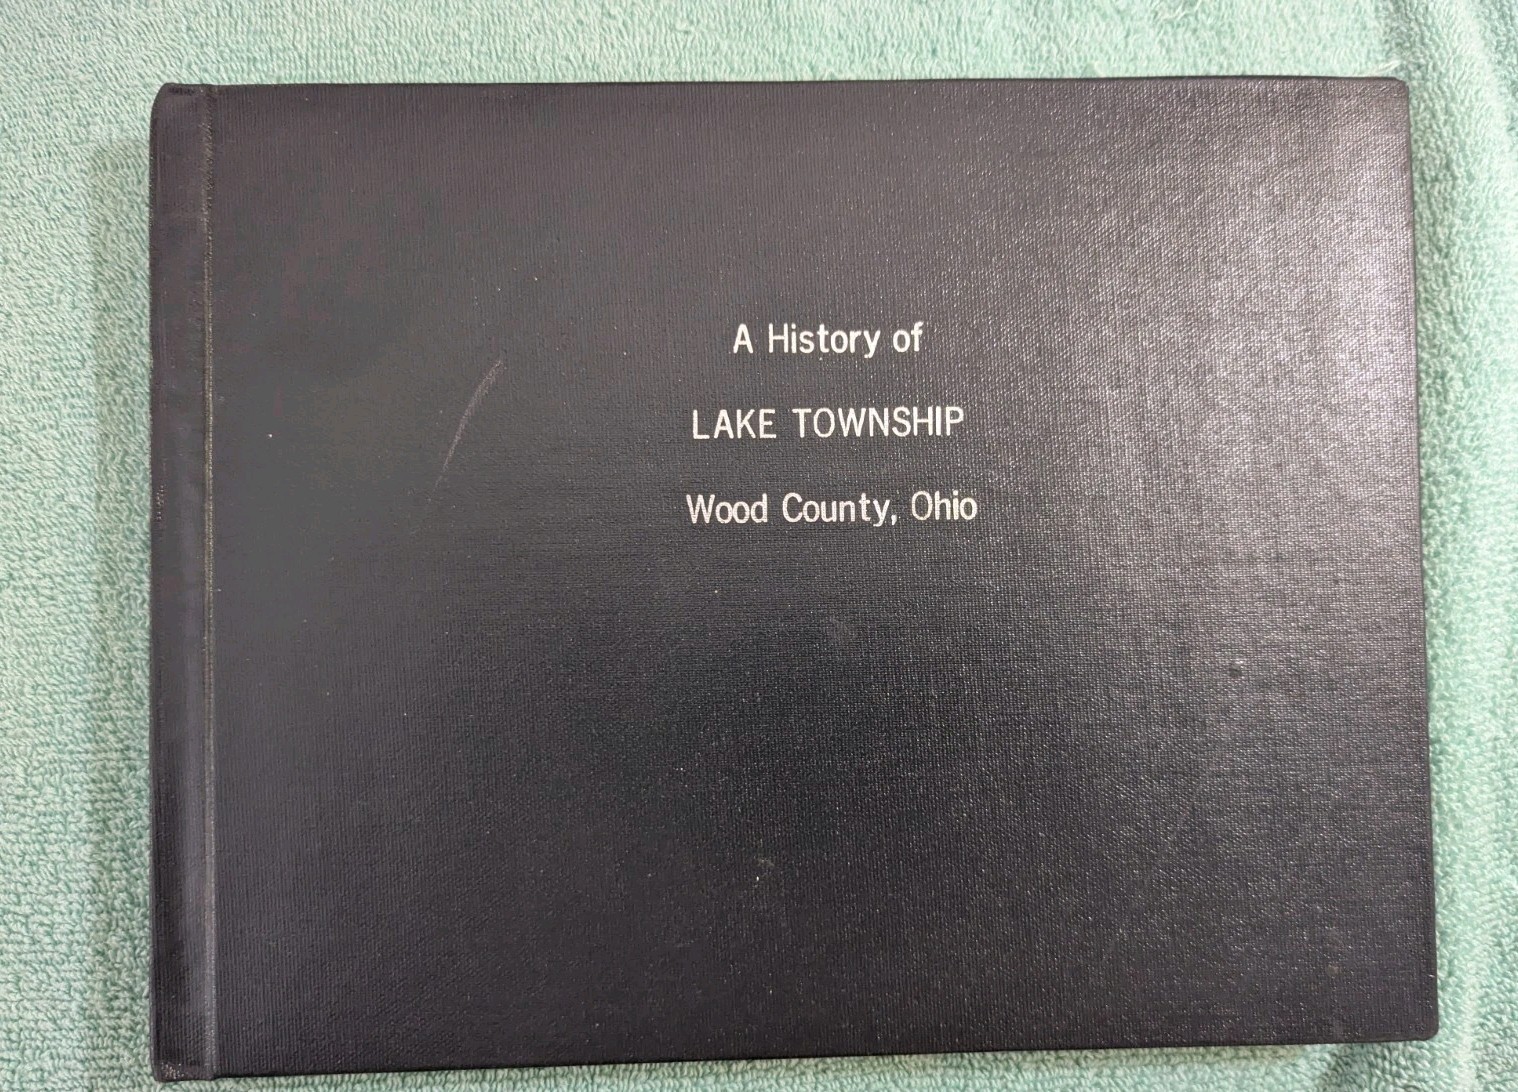 A History of
LAKE TOWNSHIP
Wood County, Ohio